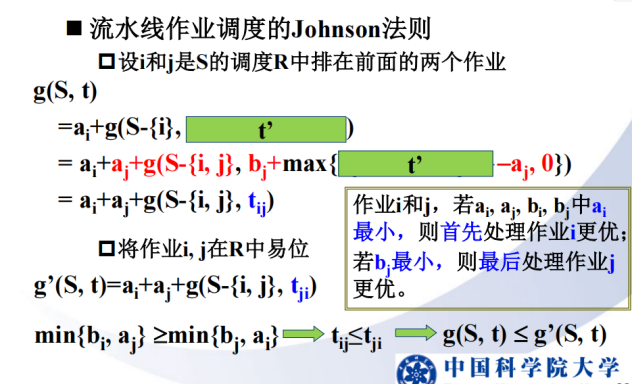 ■ 流水线作业调度的Johnson法则
□设i和j是S的调度R中排在前面的两个作业
g(S, t)
=aᵢ+g(S-{i}, t’)
= aᵢ+aⱼ+g(S-{i, j}, bⱼ+max{t’–aⱼ, 0})
= aᵢ+aⱼ+g(S-{i, j}, tᵢⱼ)
作业i和j，若aᵢ, aⱼ, bᵢ, bⱼ中aᵢ
最小，则首先处理作业i更优；
若bⱼ最小，则最后处理作业j
更优。
□将作业i, j在R中易位
g’(S, t)=aᵢ+aⱼ+g(S-{i, j}, tⱼᵢ)
min{bᵢ, aⱼ} ≥min{bⱼ, aᵢ} ⇒ tᵢⱼ≤tⱼᵢ ⇒ g(S, t) ≤ g’(S, t)
中国科学院大学